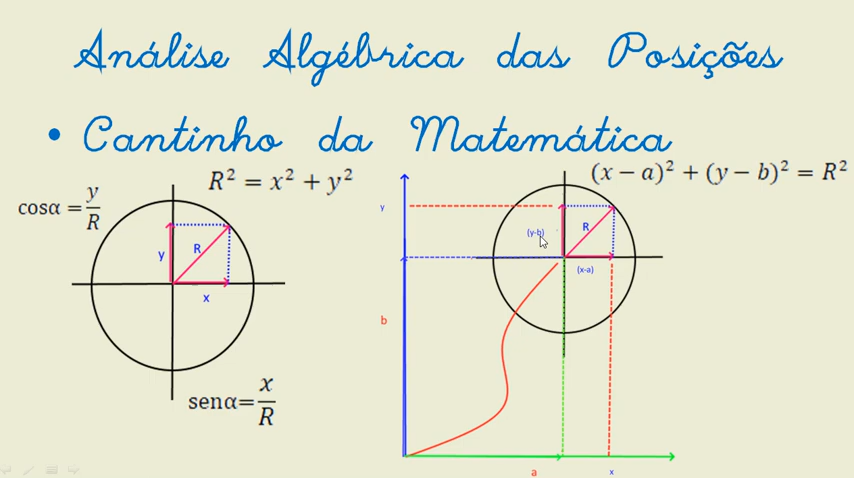 Análise Algébrica das Posições
• Cantinho da Matemática
R² = x² + y²
(x − a)² + (y − b)² = R²
cosα = y/R
y
R
x
senα= x/R
y
(y-b)
R
(x-a)
b
a
x